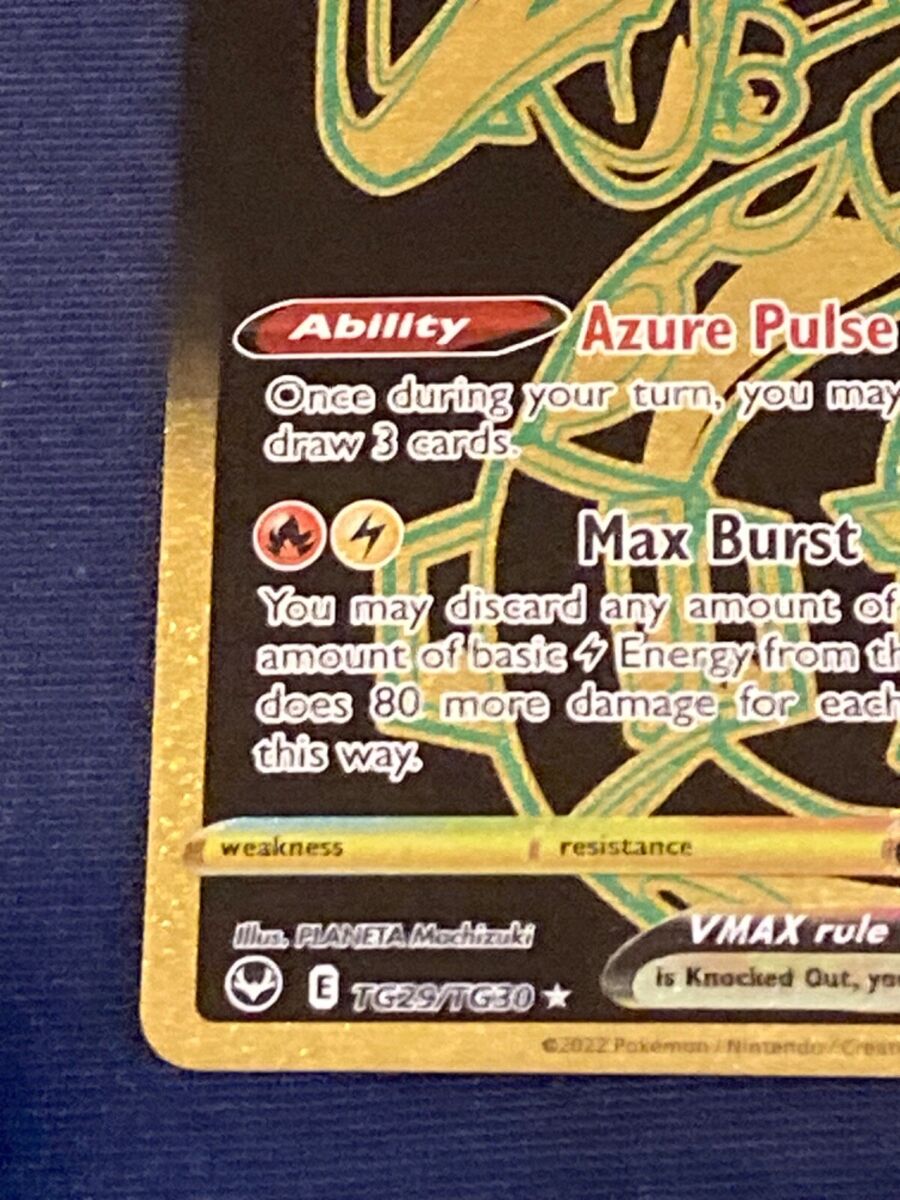 Ability Azure Pulse
Once during your turn, you may
draw 3 cards.
Max Burst
You may discard any amount of
amount of basic Energy from th
does 80 more damage for each
this way.
weakness resistance
Illus. PLANETA Mochizuki
VMAX rule
is Knocked Out, you
E TG29/TG30
©2022 Pokémon / Nintendo / Creat